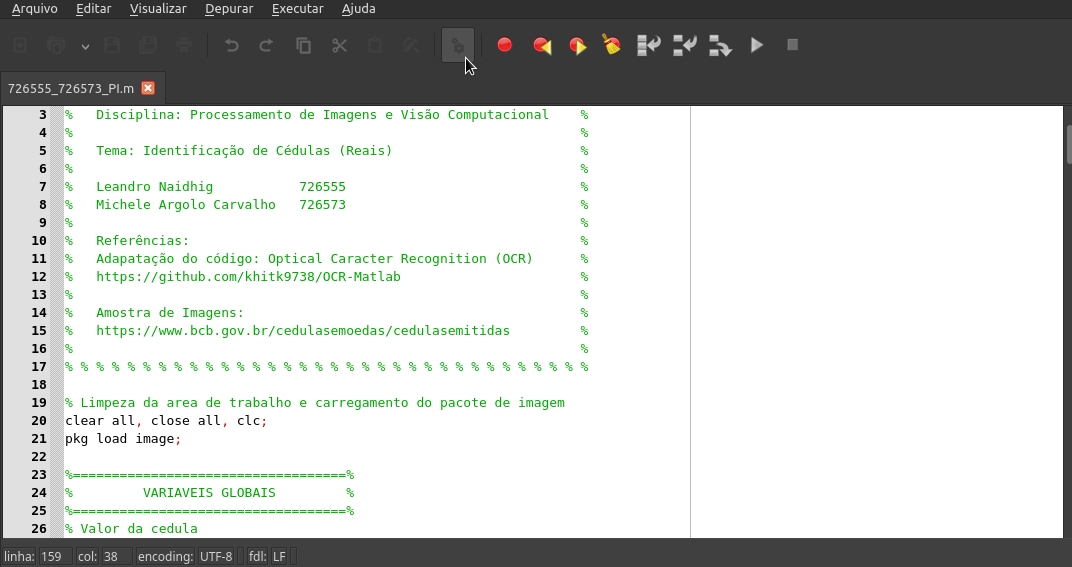 Arquivo Editar Visualizar Depurar Executar Ajuda
726555_726573_PI.m
3 % Disciplina: Processamento de Imagens e Visão Computacional %
4 % %
5 % Tema: Identificação de Cédulas (Reais) %
6 % %
7 % Leandro Naidhig 726555 %
8 % Michele Argolo Carvalho 726573 %
9 % %
10 % Referências: %
11 % Adapatação do código: Optical Caracter Recognition (OCR) %
12 % https://github.com/khitk9738/OCR-Matlab %
13 % %
14 % Amostra de Imagens: %
15 % https://www.bcb.gov.br/cedulasemoedas/cedulasemitidas %
16 % %
17 % % % % % % % % % % % % % % % % % % % % % % % % % % % % % % % % % %
18
19 % Limpeza da area de trabalho e carregamento do pacote de imagem
20 clear all, close all, clc;
21 pkg load image;
22
23 %===================================%
24 % VARIAVEIS GLOBAIS %
25 %===================================%
26 % Valor da cedula
linha: 159 col: 38 encoding: UTF-8 fdl: LF